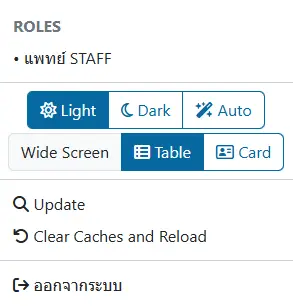 ROLES
• แพทย์ STAFF
Light Dark Auto
Wide Screen Table Card
Update
Clear Caches and Reload
ออกจากระบบ